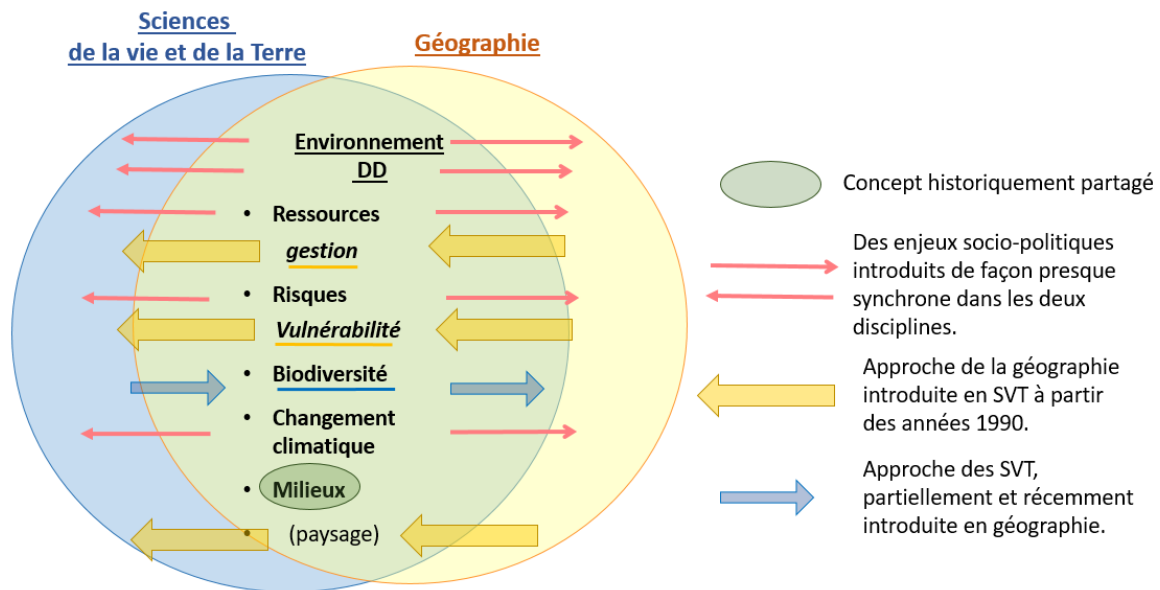 Sciences
de la vie et de la Terre
Géographie
Environnement
DD
• Ressources
gestion
• Risques
Vulnérabilité
• Biodiversité
• Changement
climatique
• Milieux
• (paysage)
Concept historiquement partagé
Des enjeux socio-politiques
introduits de façon presque
synchrone dans les deux
disciplines.
Approche de la géographie
introduite en SVT à partir
des années 1990.
Approche des SVT,
partiellement et récemment
introduite en géographie.